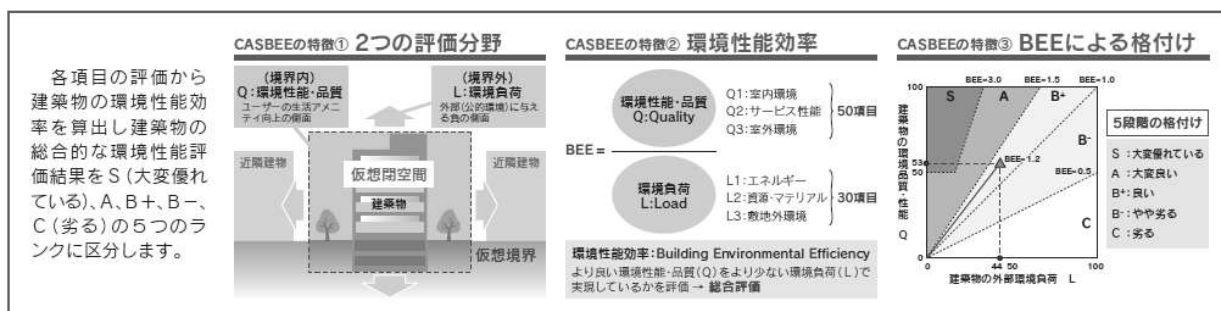 各項目の評価から
建築物の環境性能効
率を算出し建築物の
総合的な環境性能評
価結果をS(大変優れ
ている)、A、B+、B−、
C(劣る)の5つのラ
ンクに区分します。
CASBEEの特徴① 2つの評価分野
(境界内)
Q:環境性能・品質
ユーザーの生活アメニ
ティ向上の側面
(境界外)
L:環境負荷
外部(公的環境)に与え
る負の側面
近隣建物
仮想閉空間
建築物
近隣建物
仮想境界
CASBEEの特徴② 環境性能効率
BEE=
環境性能・品質
Q:Quality
環境負荷
L:Load
Q1:室内環境
Q2:サービス性能
Q3:室外環境
50項目
L1:エネルギー
L2:資源・マテリアル
L3:敷地外環境
30項目
環境性能効率:Building Environmental Efficiency
より良い環境性能・品質(Q)をより少ない環境負荷(L)で
実現しているかを評価 → 総合評価
CASBEEの特徴③ BEEによる格付け
BEE=3.0 BEE=1.5 BEE=1.0
建築物の環境品質・性能 Q
100
53
50
0
S A B+
B-
C
BEE=1.2
BEE=0.5
0 44 50 100
建築物の外部環境負荷 L
5段階の格付け
S :大変優れている
A :大変良い
B+:良い
B-:やや劣る
C :劣る